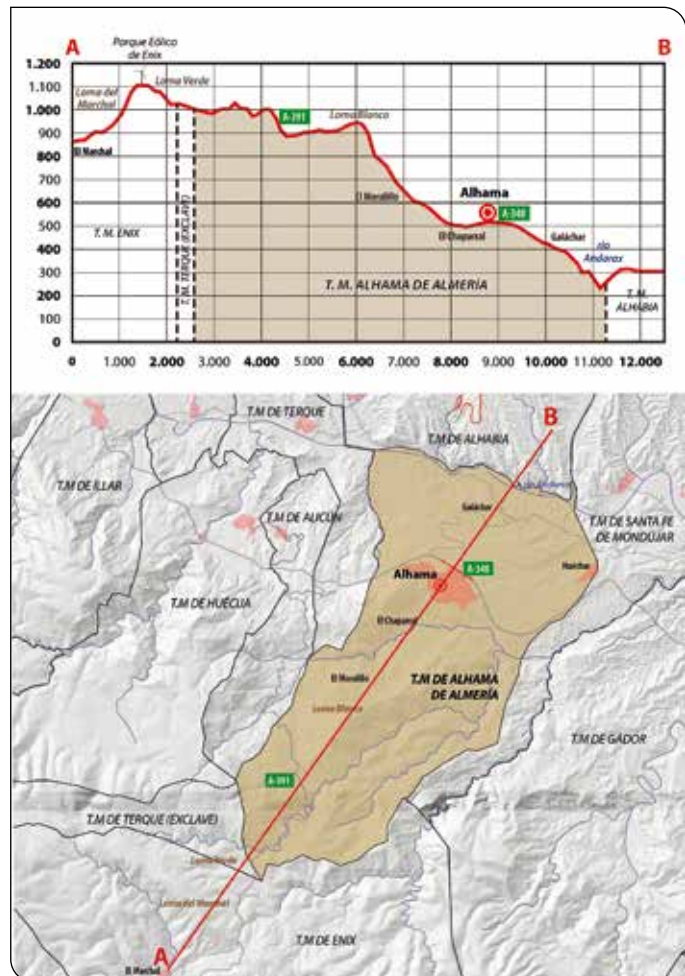 A
B
Parque Eólico
de Enix
Loma Verde
Loma del
Marchal
A-391
Loma Blanca
El Marchal
El Moralillo
Alhama
A-348
El Chaparral
Galáchar
río
Andarax
T. M. ENIX
T. M. TERQUE (EXCLAVE)
T. M. ALHAMA DE ALMERÍA
T. M.
ALHABIA
1.200
1.100
1.000
900
800
700
600
500
400
300
200
100
0
0 1.000 2.000 3.000 4.000 5.000 6.000 7.000 8.000 9.000 10.000 11.000 12.000
T.M DE TERQUE
B
T.M DE ALHABIA
T.M DE ILLAR
Galáchar
T.M DE ALICÚN
T.M DE SANTA FE
DE MONDÚJAR
A-348
Alhama
Huéchar
T.M DE HUÉCIJA
El Chaparral
El Moralillo
T.M DE ALHAMA
DE ALMERÍA
Loma Blanca
T.M DE GÁDOR
A-391
T.M DE TERQUE (EXCLAVE)
Loma Verde
Loma del Marchal
T.M DE ENIX
A
El Marchal